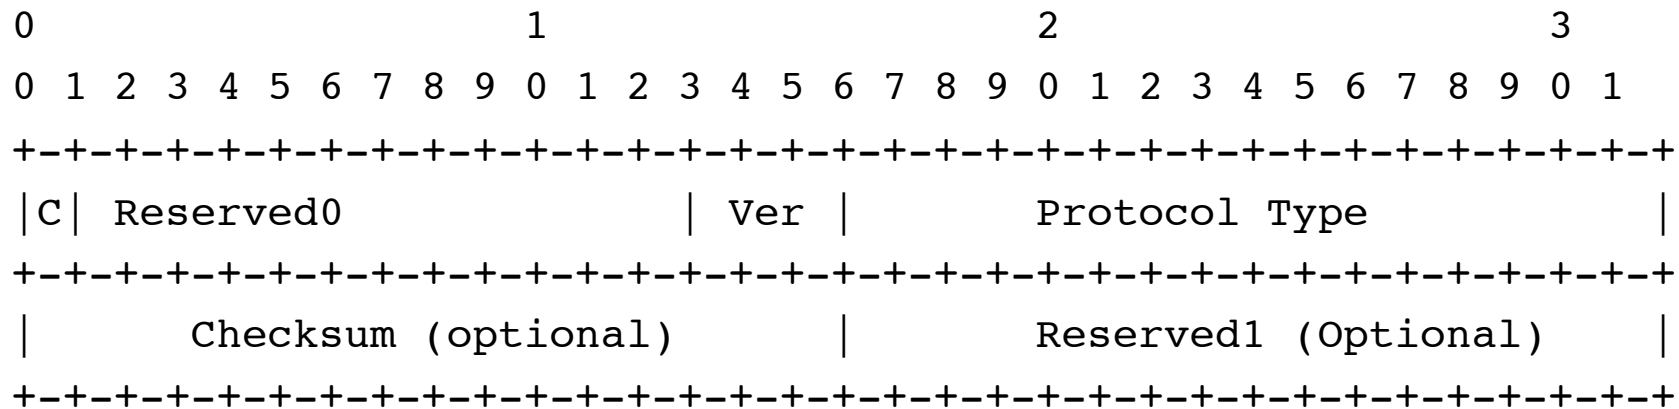 0                   1                   2                   3
0 1 2 3 4 5 6 7 8 9 0 1 2 3 4 5 6 7 8 9 0 1 2 3 4 5 6 7 8 9 0 1
+-+-+-+-+-+-+-+-+-+-+-+-+-+-+-+-+-+-+-+-+-+-+-+-+-+-+-+-+-+-+-+-+
|C| Reserved0             | Ver |       Protocol Type           |
+-+-+-+-+-+-+-+-+-+-+-+-+-+-+-+-+-+-+-+-+-+-+-+-+-+-+-+-+-+-+-+-+
|      Checksum (optional)      |       Reserved1 (Optional)    |
+-+-+-+-+-+-+-+-+-+-+-+-+-+-+-+-+-+-+-+-+-+-+-+-+-+-+-+-+-+-+-+-+